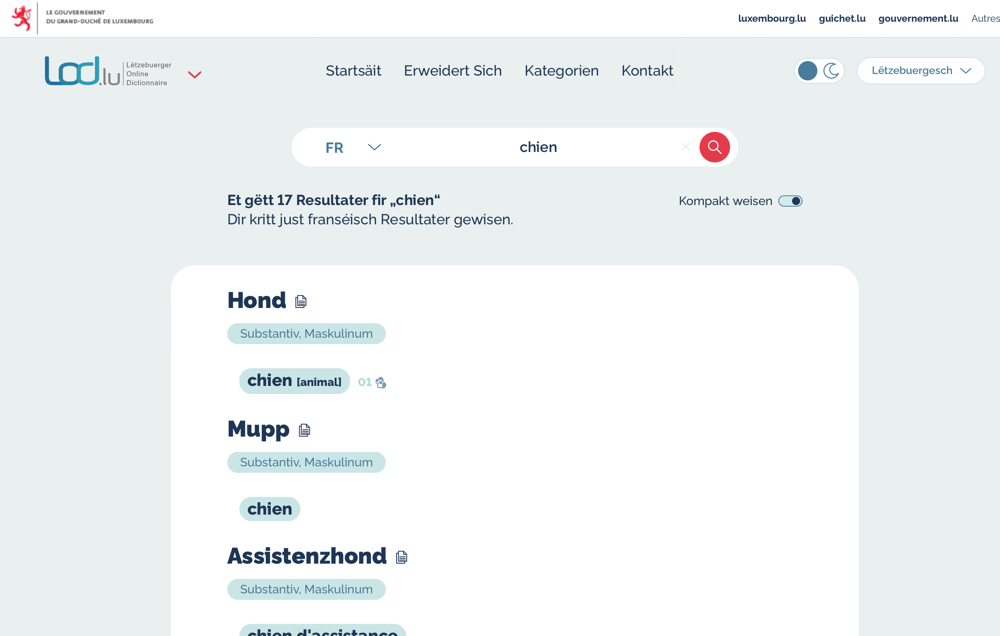 LE GOUVERNEMENT
DU GRAND-DUCHÉ DE LUXEMBOURG
luxembourg.lu guichet.lu gouvernement.lu Autres
Lod.lu
Lëtzebuerger
Online
Dictionnaire
Startsäit Erweidert Sich Kategorien Kontakt
Lëtzebuergesch
FR chien
Et gëtt 17 Resultater fir „chien“
Kompakt weisen
Dir kritt just franséisch Resultater gewisen.
Hond
Substantiv, Maskulinum
chien [animal] 01
Mupp
Substantiv, Maskulinum
chien
Assistenzhond
Substantiv, Maskulinum
chien d'assistance